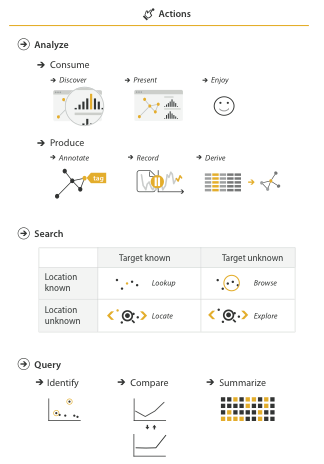 Actions
Analyze
Consume
Discover Present Enjoy
Produce
Annotate Record Derive
tag
Search
Target known Target unknown
Location known Lookup Browse
Location unknown Locate Explore
Query
Identify Compare Summarize